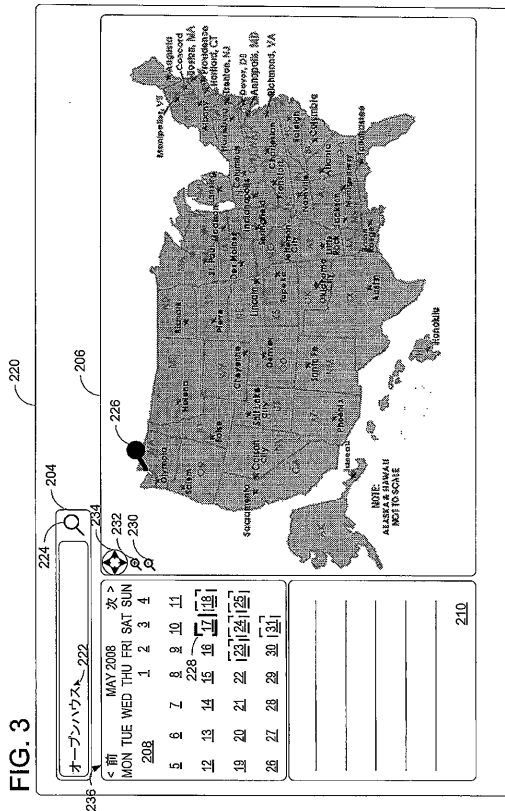 FIG. 3
220
224
204
オープンハウス
222
206
236
< 前 MAY 2008 次 >
MON TUE WED THU FRI SAT SUN
208 1 2 3 4
5 6 7 8 9 10 11
12 13 14 15 16 17 18
19 20 21 22 23 24 25
26 27 28 29 30 31
228
210
234
232
230
226
Olympia
Salem
Boise
Helena
Bismarck
Pierre
St. Paul
Madison
Lansing
Albany
Montpelier, VT
Augusta
Concord
Boston, MA
Providence
Hartford, CT
Trenton, NJ
Dover, DE
Annapolis, MD
Richmond, VA
Harrisburg
Columbus
Charleston
Raleigh
Columbia
Atlanta
Montgomery
Tallahassee
Jackson
Nashville
Frankfort
Indianapolis
Springfield
Des Moines
Lincoln
Topeka
Jefferson City
Little Rock
Baton Rouge
Oklahoma City
Austin
Cheyenne
Denver
Santa Fe
Salt Lake City
Carson City
Sacramento
Phoenix
Juneau
Honolulu
NOTE:
ALASKA & HAWAII
NOT TO SCALE